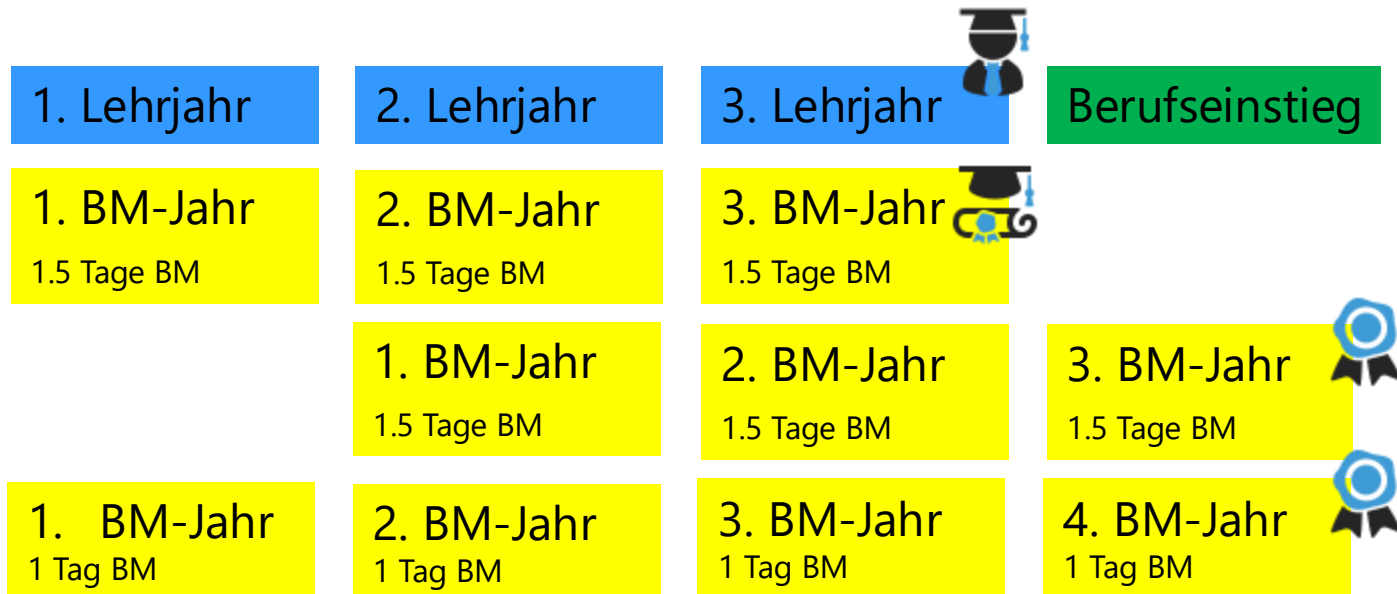 1. Lehrjahr
2. Lehrjahr
3. Lehrjahr
Berufseinstieg
1. BM-Jahr
1.5 Tage BM
2. BM-Jahr
1.5 Tage BM
3. BM-Jahr
1.5 Tage BM
1. BM-Jahr
1.5 Tage BM
2. BM-Jahr
1.5 Tage BM
3. BM-Jahr
1.5 Tage BM
1. BM-Jahr
1 Tag BM
2. BM-Jahr
1 Tag BM
3. BM-Jahr
1 Tag BM
4. BM-Jahr
1 Tag BM